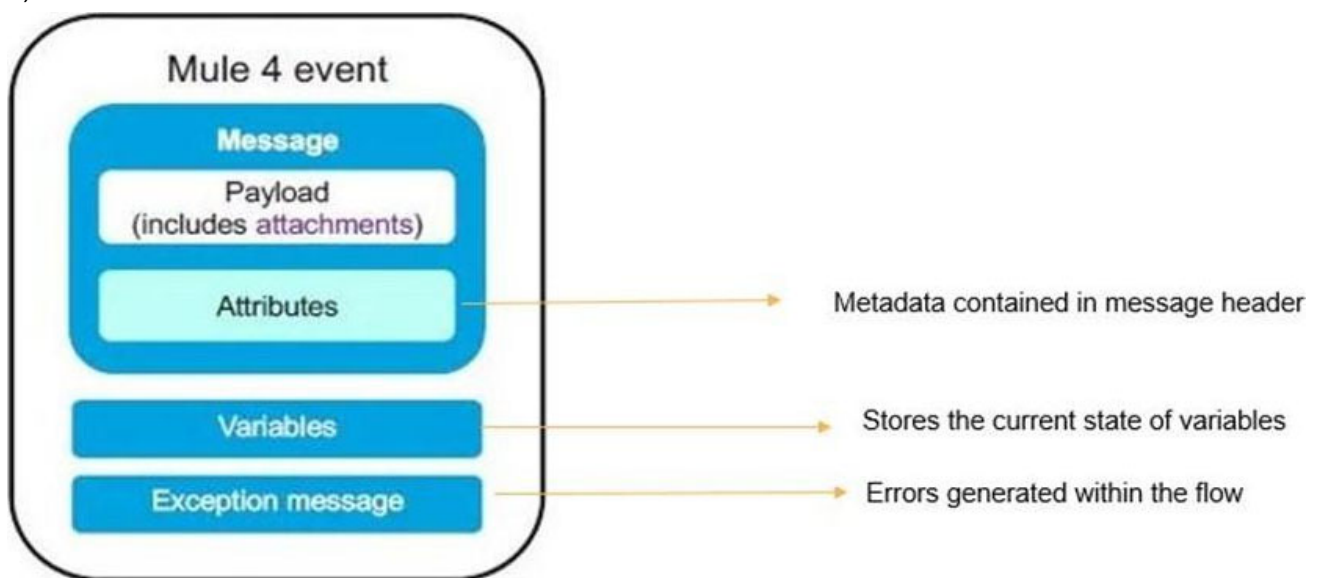 Mule 4 event
Message
Payload
(includes attachments)
Attributes
Metadata contained in message header
Variables
Stores the current state of variables
Exception message
Errors generated within the flow